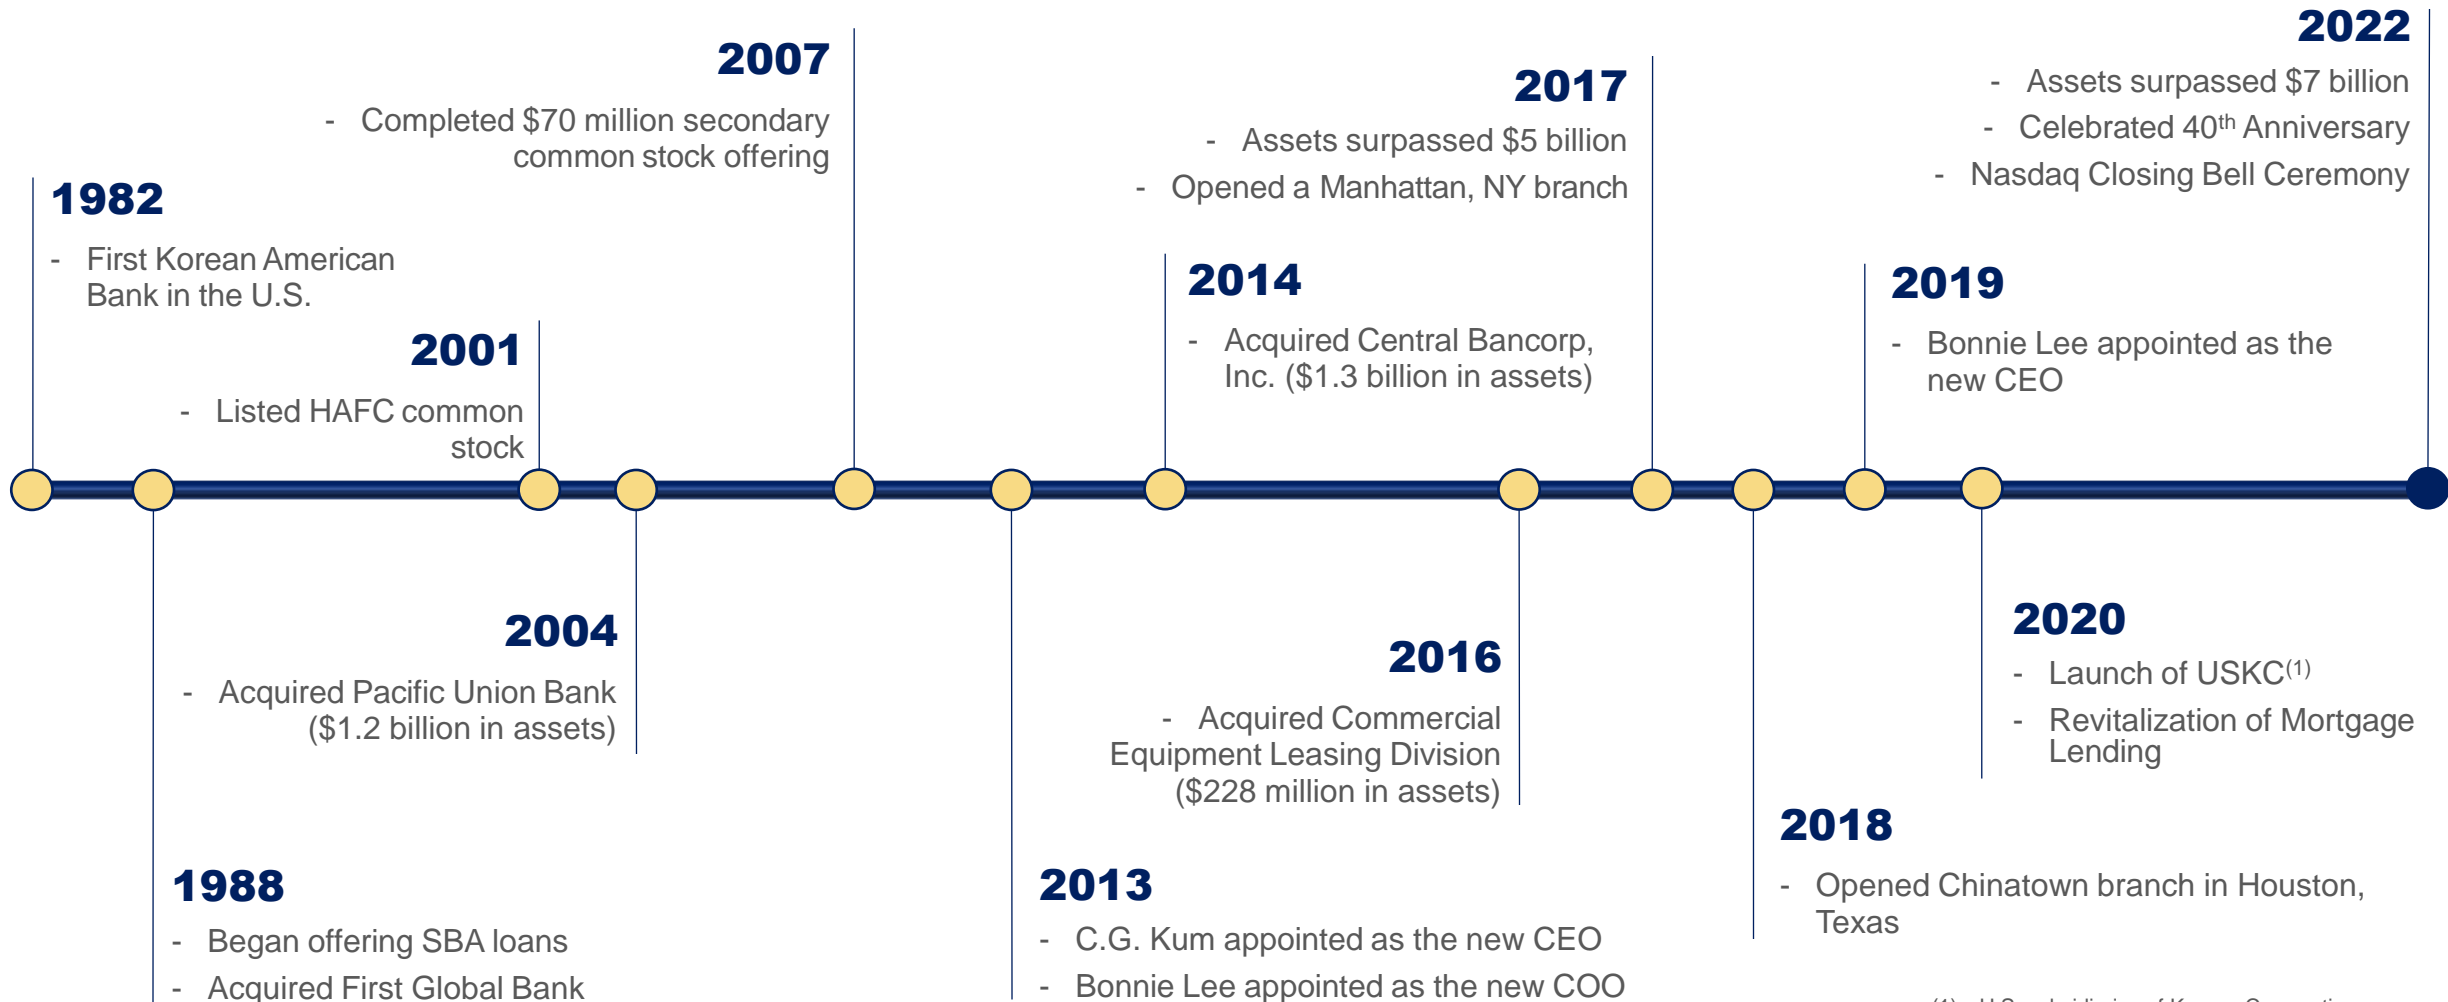 1982
- First Korean American
Bank in the U.S.
1988
- Began offering SBA loans
- Acquired First Global Bank
2001
- Listed HAFC common
stock
2004
- Acquired Pacific Union Bank
($1.2 billion in assets)
2007
- Completed $70 million secondary
common stock offering
2013
- C.G. Kum appointed as the new CEO
- Bonnie Lee appointed as the new COO
2014
- Acquired Central Bancorp,
Inc. ($1.3 billion in assets)
2016
- Acquired Commercial
Equipment Leasing Division
($228 million in assets)
2017
- Assets surpassed $5 billion
- Opened a Manhattan, NY branch
2018
- Opened Chinatown branch in Houston,
Texas
2019
- Bonnie Lee appointed as the
new CEO
2020
- Launch of USKC(1)
- Revitalization of Mortgage
Lending
2022
- Assets surpassed $7 billion
- Celebrated 40th Anniversary
- Nasdaq Closing Bell Ceremony